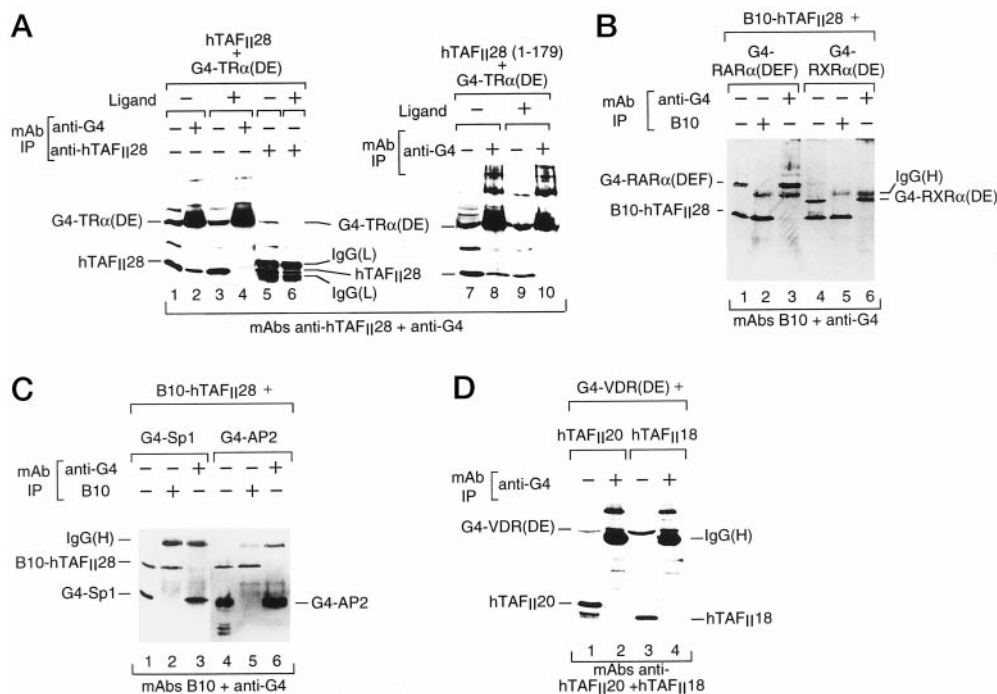 A
hTAFII28
+
G4-TRα(DE)
Ligand − + − +
mAb IP [ anti-G4 − + − + − −
anti-hTAFII28 − − − − + +
G4-TRα(DE)
hTAFII28
IgG(L)
hTAFII28
IgG(L)
1 2 3 4 5 6
hTAFII28 (1-179)
+
G4-TRα(DE)
Ligand − +
mAb IP [ anti-G4 − + − +
G4-TRα(DE)
7 8 9 10
mAbs anti-hTAFII28 + anti-G4
B
B10-hTAFII28 +
G4-RARα(DEF)
G4-RXRα(DE)
mAb IP [ anti-G4 − − + − − +
B10 − + − − + −
G4-RARα(DEF)
B10-hTAFII28
IgG(H)
G4-RXRα(DE)
1 2 3 4 5 6
mAbs B10 + anti-G4
C
B10-hTAFII28 +
G4-Sp1 G4-AP2
mAb IP [ anti-G4 − − + − − +
B10 − + − − + −
IgG(H)
B10-hTAFII28
G4-Sp1
G4-AP2
1 2 3 4 5 6
mAbs B10 + anti-G4
D
G4-VDR(DE) +
hTAFII20 hTAFII18
mAb IP [ anti-G4 − + − +
G4-VDR(DE)
IgG(H)
hTAFII20
hTAFII18
1 2 3 4
mAbs anti-
hTAFII20 +hTAFII18